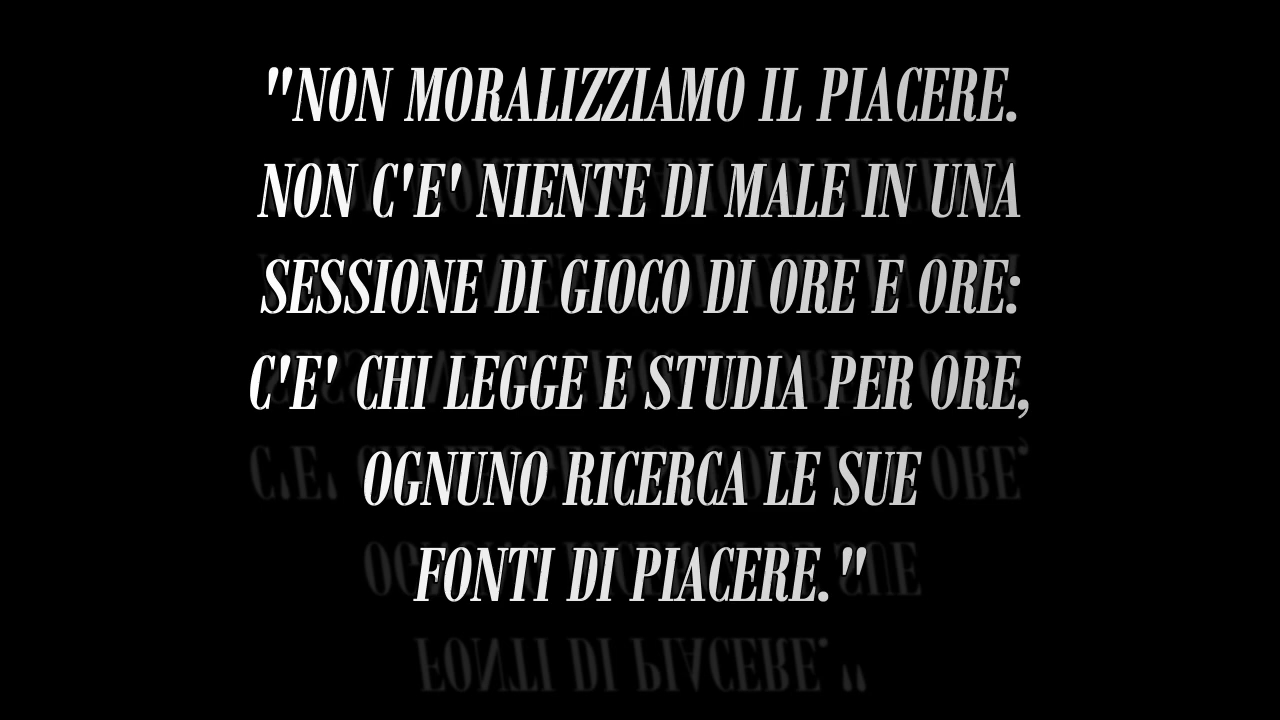 "NON MORALIZZIAMO IL PIACERE.
NON C'E' NIENTE DI MALE IN UNA
SESSIONE DI GIOCO DI ORE E ORE:
C'E' CHI LEGGE E STUDIA PER ORE,
OGNUNO RICERCA LE SUE
FONTI DI PIACERE."